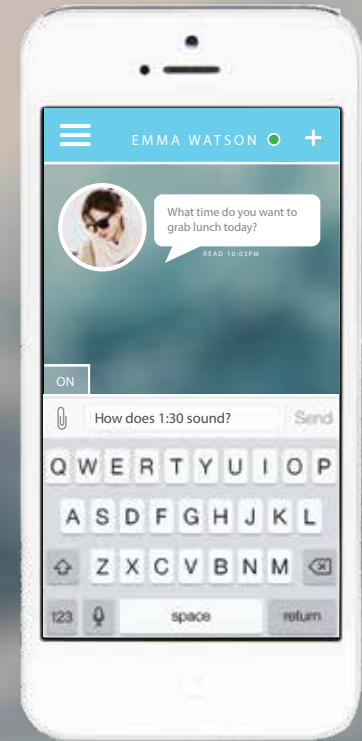 EMMA WATSON
+
What time do you want to
grab lunch today?
READ 10:03PM
ON
How does 1:30 sound?
Send
Q W E R T Y U I O P
A S D F G H J K L
Z X C V B N M
123
space
return